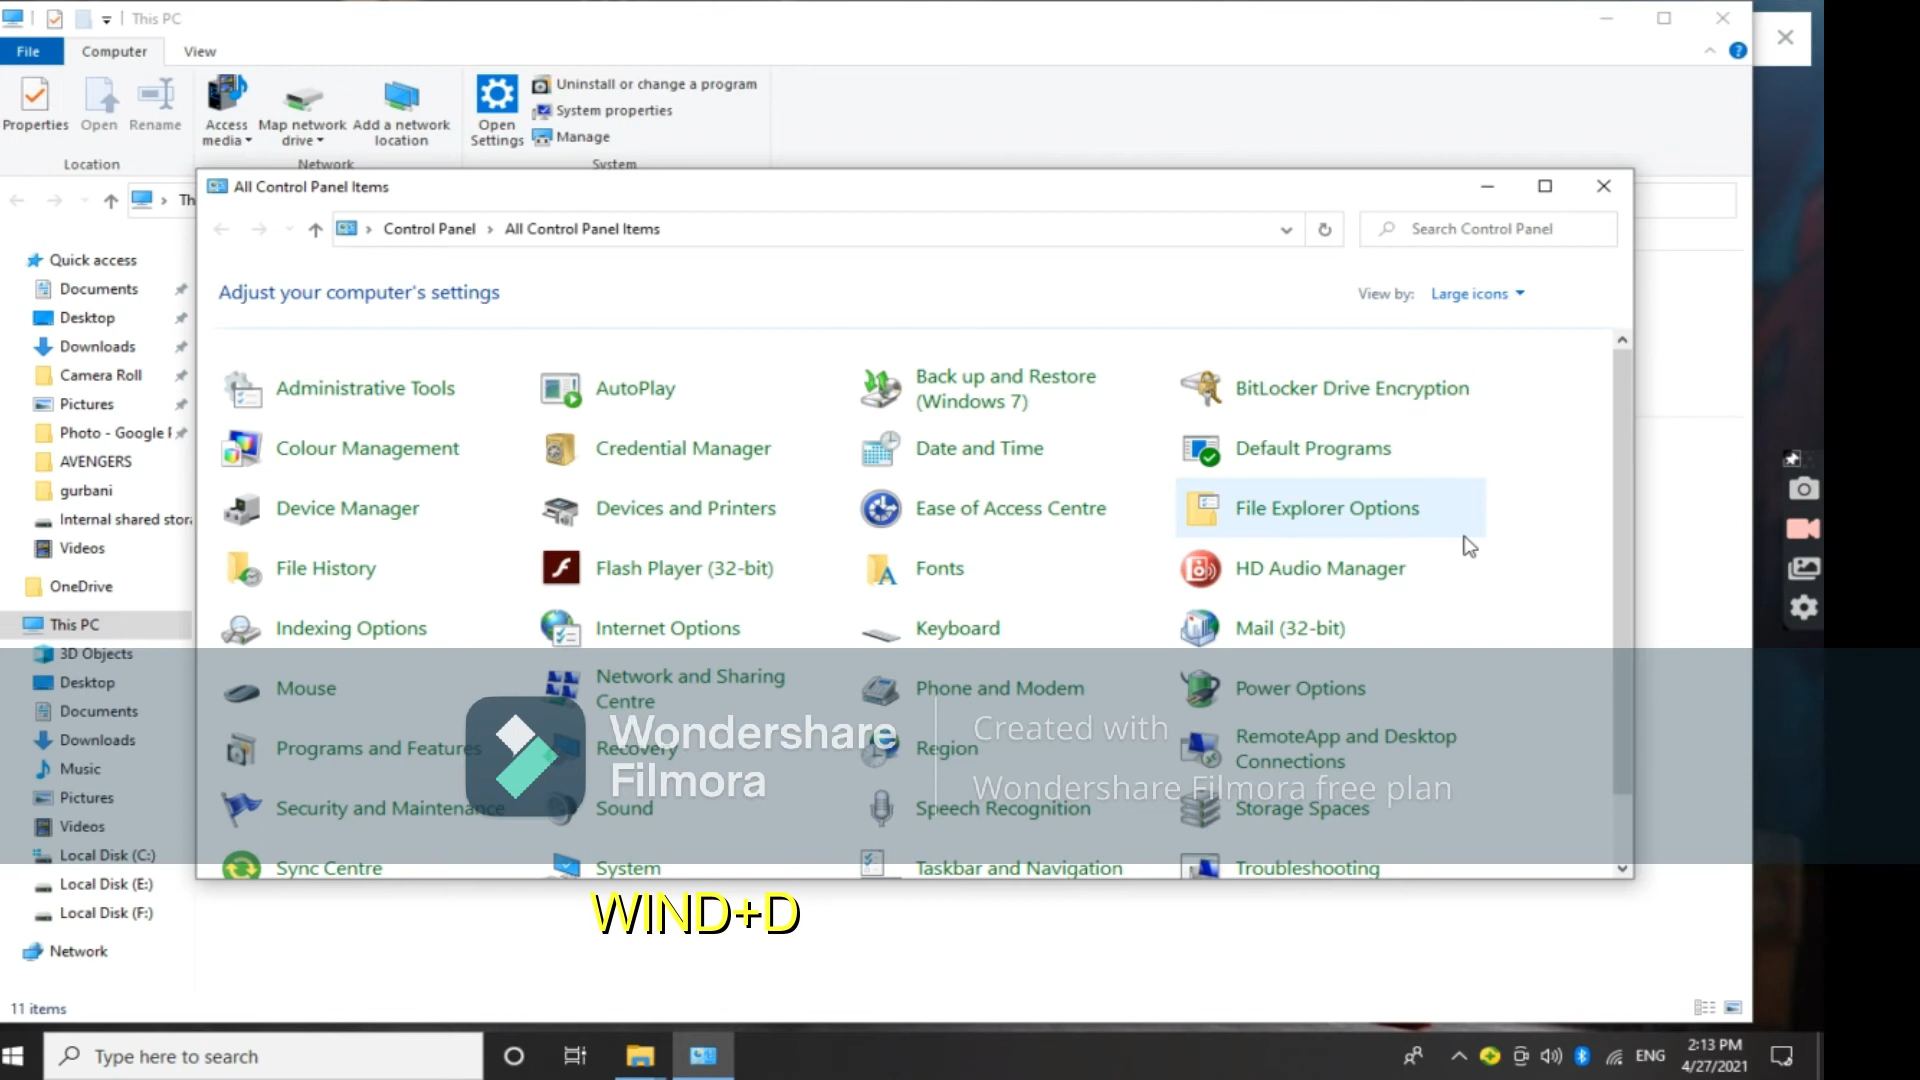 This PC
File
Computer
View
Properties
Open
Rename
Access media
Map network drive
Add a network location
Open Settings
Uninstall or change a program
System properties
Manage
Location
Network
System
Th
All Control Panel Items
Control Panel
All Control Panel Items
Search Control Panel
Adjust your computer's settings
View by:
Large icons
Quick access
Documents
Desktop
Downloads
Camera Roll
Pictures
Photo - Google F
AVENGERS
gurbani
Internal shared stor
Videos
OneDrive
This PC
3D Objects
Desktop
Documents
Downloads
Music
Pictures
Videos
Local Disk (C:)
Local Disk (E:)
Local Disk (F:)
Network
11 items
Administrative Tools
AutoPlay
Back up and Restore
(Windows 7)
BitLocker Drive Encryption
Colour Management
Credential Manager
Date and Time
Default Programs
Device Manager
Devices and Printers
Ease of Access Centre
File Explorer Options
File History
Flash Player (32-bit)
Fonts
HD Audio Manager
Indexing Options
Internet Options
Keyboard
Mail (32-bit)
Mouse
Network and Sharing
Centre
Phone and Modem
Power Options
Programs and Features
Recovery
Region
RemoteApp and Desktop
Connections
Security and Maintenance
Sound
Speech Recognition
Storage Spaces
Sync Centre
System
Taskbar and Navigation
Troubleshooting
Wondershare
Filmora
Created with
Wondershare Filmora free plan
WIND+D
Type here to search
ENG
2:13 PM
4/27/2021